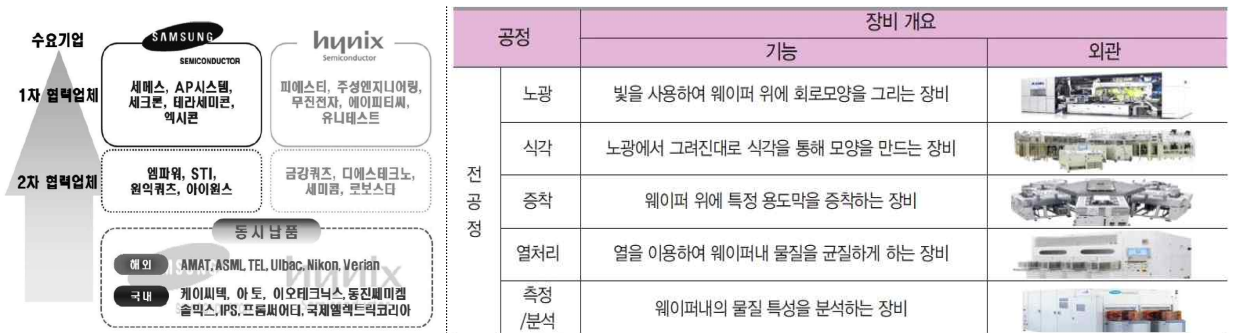 수요기업
SAMSUNG
SEMICONDUCTOR
hynix
Semiconductor
1차 협력업체
세메스, AP시스템,
세크론, 테라세미콘,
엑시콘
피에스티, 주성엔지니어링,
무진전자, 에이피티씨,
유니테스트
2차 협력업체
엠파워, STI,
원익쿼츠, 아이원스
금강쿼즈, 디에스테크노,
세미콤, 로보스타
동시납품
해외
AMAT, ASML, TEL, Ulbac, Nikon, Verian
국내
케이씨텍, 아토, 이오테크닉스, 동진쎄미켐
솔믹스, IPS, 프롬써어티, 국제엘렉트릭코리아
공정
장비 개요
기능
외관
전공정
노광
빛을 사용하여 웨이퍼 위에 회로모양을 그리는 장비
식각
노광에서 그려진대로 식각을 통해 모양을 만드는 장비
증착
웨이퍼 위에 특정 용도막을 증착하는 장비
열처리
열을 이용하여 웨이퍼내 물질을 균질하게 하는 장비
측정
/분석
웨이퍼내의 물질 특성을 분석하는 장비